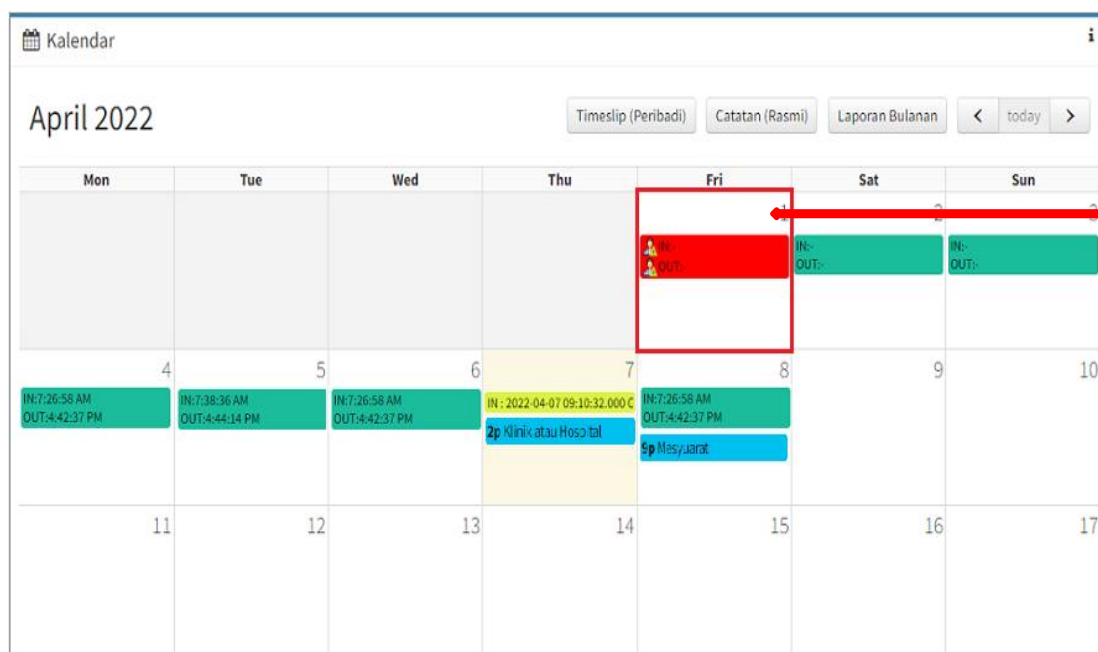 Kalendar
i
April 2022
Timeslip (Peribadi) Catatan (Rasmi) Laporan Bulanan < today >
Mon Tue Wed Thu Fri Sat Sun
1 2 3
IN:- IN:- IN:-
OUT:- OUT:- OUT:-
4 5 6 7 8 9 10
IN:7:26:58 AM IN:7:38:36 AM IN:7:26:58 AM IN : 2022-04-07 09:10:32.000 C IN:7:26:58 AM
OUT:4:42:37 PM OUT:4:44:14 PM OUT:4:42:37 PM OUT:4:42:37 PM
2p Klinik atau Hospital 9p Mesyuarat
11 12 13 14 15 16 17